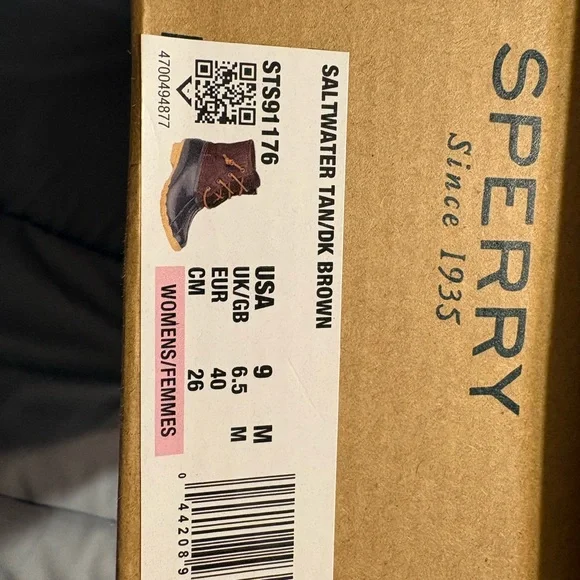 SPERRY
Since 1935
SALTWATER TAN/DK BROWN
STS91176
4700494877
USA 9 M
UK/GB 6.5 M
EUR 40
CM 26
WOMENS/FEMMES
0 44208 9